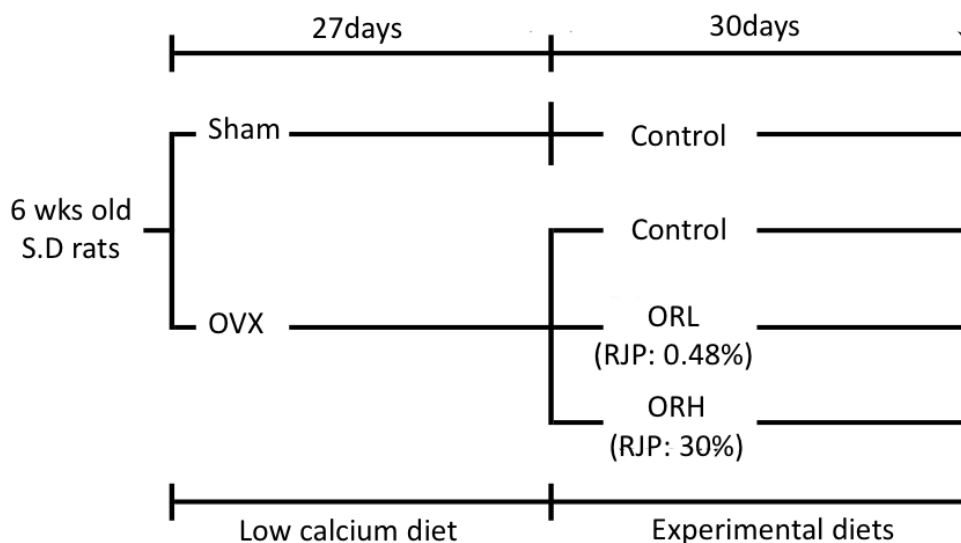 27days
30days
Sham
Control
6 wks old
S.D rats
Control
OVX
ORL
(RJP: 0.48%)
ORH
(RJP: 30%)
Low calcium diet
Experimental diets